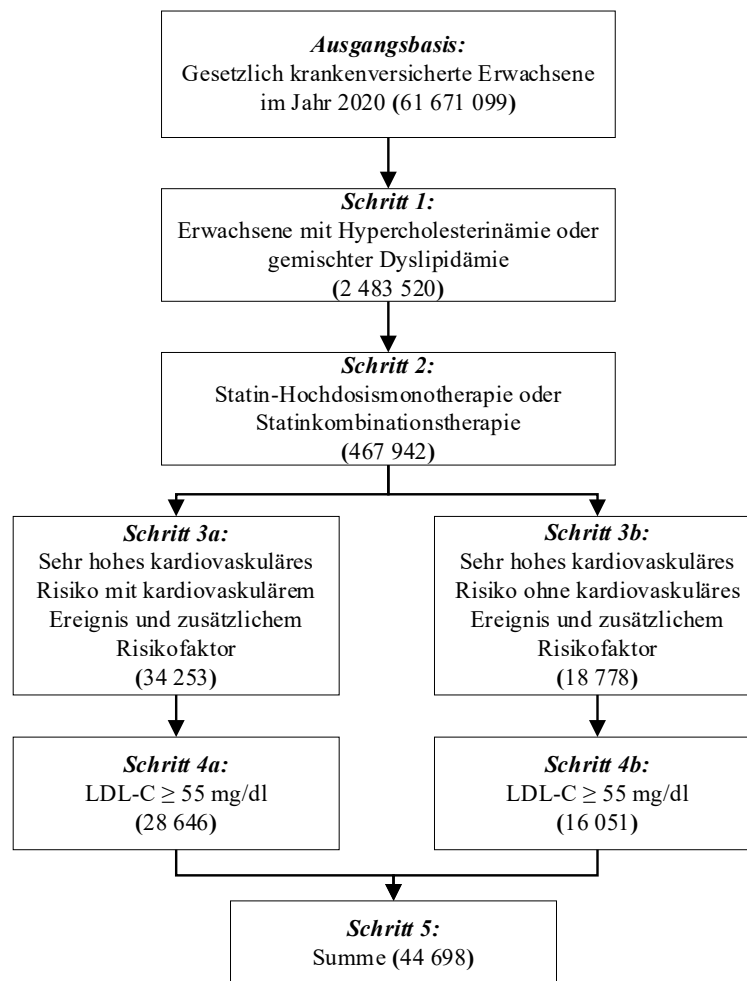 Ausgangsbasis:
Gesetzlich krankenversicherte Erwachsene
im Jahr 2020 (61 671 099)
Schritt 1:
Erwachsene mit Hypercholesterinämie oder
gemischter Dyslipidämie
(2 483 520)
Schritt 2:
Statin-Hochdosismonotherapie oder
Statinkombinationstherapie
(467 942)
Schritt 3a:
Sehr hohes kardiovaskuläres
Risiko mit kardiovaskulärem
Ereignis und zusätzlichem
Risikofaktor
(34 253)
Schritt 3b:
Sehr hohes kardiovaskuläres
Risiko ohne kardiovaskuläres
Ereignis und zusätzlichem
Risikofaktor
(18 778)
Schritt 4a:
LDL-C ≥ 55 mg/dl
(28 646)
Schritt 4b:
LDL-C ≥ 55 mg/dl
(16 051)
Schritt 5:
Summe (44 698)